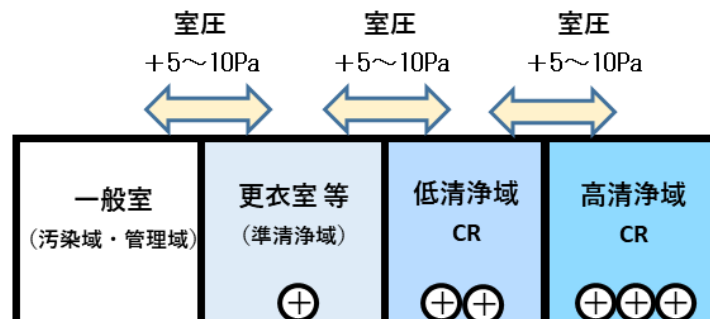 室圧 室圧 室圧
+5～10Pa +5～10Pa +5～10Pa
一般室 更衣室 等 低清浄域 高清浄域
（汚染域・管理域） （準清浄域） CR CR
⊕ ⊕⊕ ⊕⊕⊕